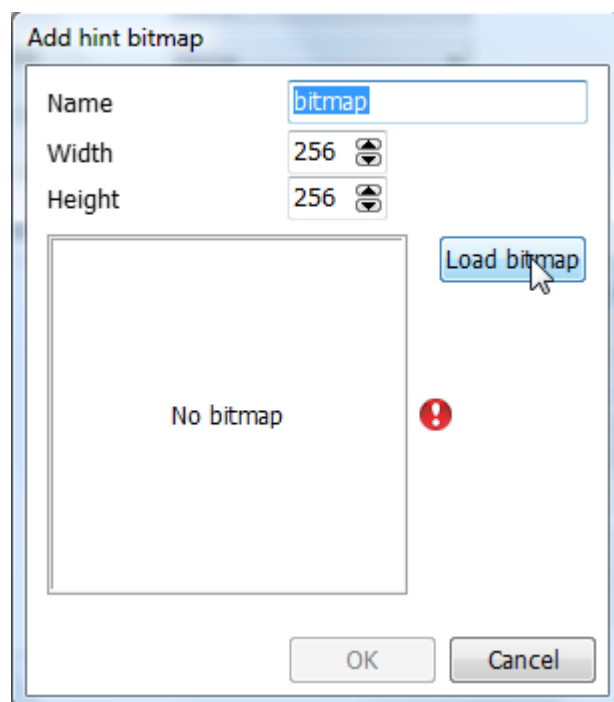 Add hint bitmap
Name bitmap
Width 256
Height 256
Load bitmap
No bitmap
OK Cancel